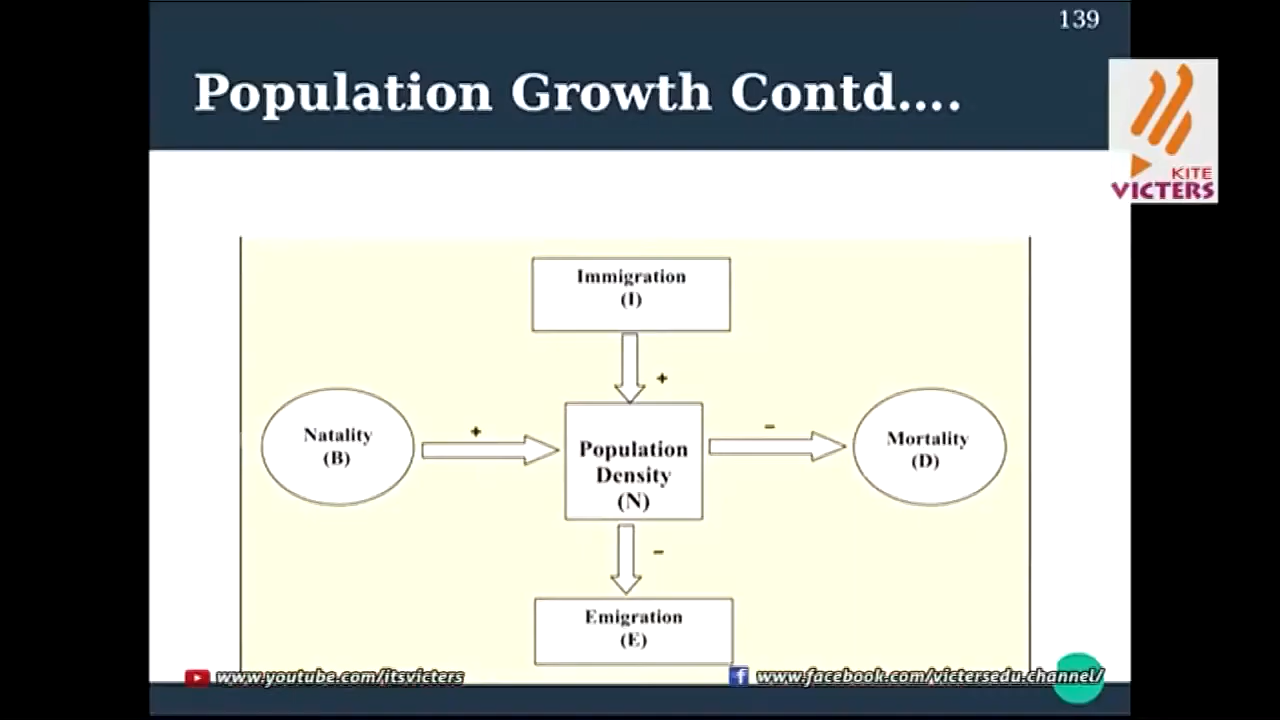 139
Population Growth Contd....
KITE
VICTERS
Immigration
(I)
+
Natality
(B)
+
Population
Density
(N)
–
Mortality
(D)
–
Emigration
(E)
www.youtube.com/itsvicters
www.facebook.com/victersedu.channel/